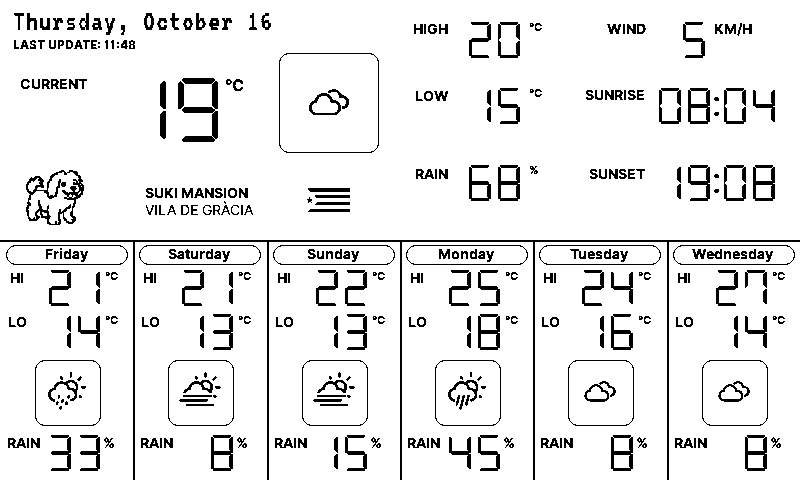 Thursday, October 16
LAST UPDATE: 11:48
CURRENT 19 °C
SUKI MANSION
VILA DE GRÀCIA
HIGH 20 °C
LOW 15 °C
RAIN 68 %
WIND 5 KM/H
SUNRISE 08:04
SUNSET 19:08
Friday
HI 21 °C
LO 14 °C
RAIN 33 %
Saturday
HI 21 °C
LO 13 °C
RAIN 8 %
Sunday
HI 22 °C
LO 13 °C
RAIN 15 %
Monday
HI 25 °C
LO 18 °C
RAIN 45 %
Tuesday
HI 24 °C
LO 16 °C
RAIN 8 %
Wednesday
HI 27 °C
LO 14 °C
RAIN 8 %